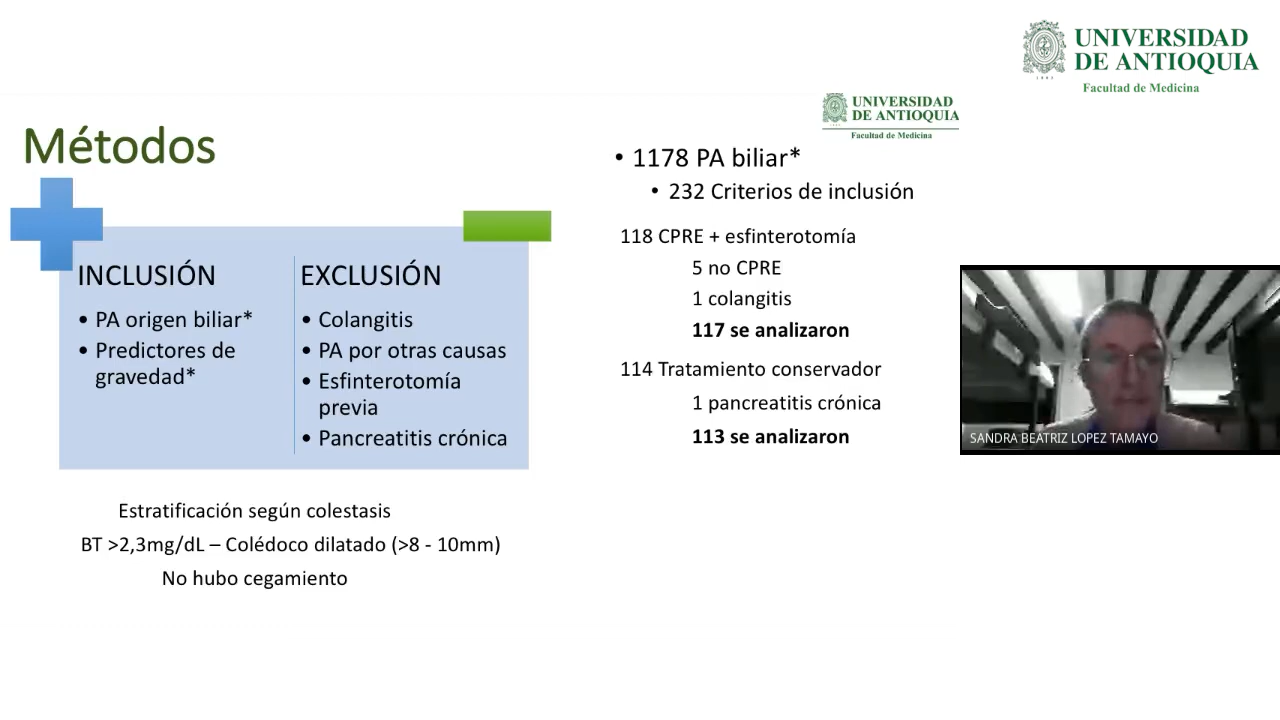 UNIVERSIDAD
DE ANTIOQUIA
Facultad de Medicina
UNIVERSIDAD
DE ANTIOQUIA
Facultad de Medicina
Métodos
INCLUSIÓN
• PA origen biliar*
• Predictores de
gravedad*
EXCLUSIÓN
• Colangitis
• PA por otras causas
• Esfinterotomía
previa
• Pancreatitis crónica
Estratificación según colestasis
BT >2,3mg/dL – Colédoco dilatado (>8 - 10mm)
No hubo cegamiento
• 1178 PA biliar*
• 232 Criterios de inclusión
118 CPRE + esfinterotomía
5 no CPRE
1 colangitis
117 se analizaron
114 Tratamiento conservador
1 pancreatitis crónica
113 se analizaron
SANDRA BEATRIZ LOPEZ TAMAYO